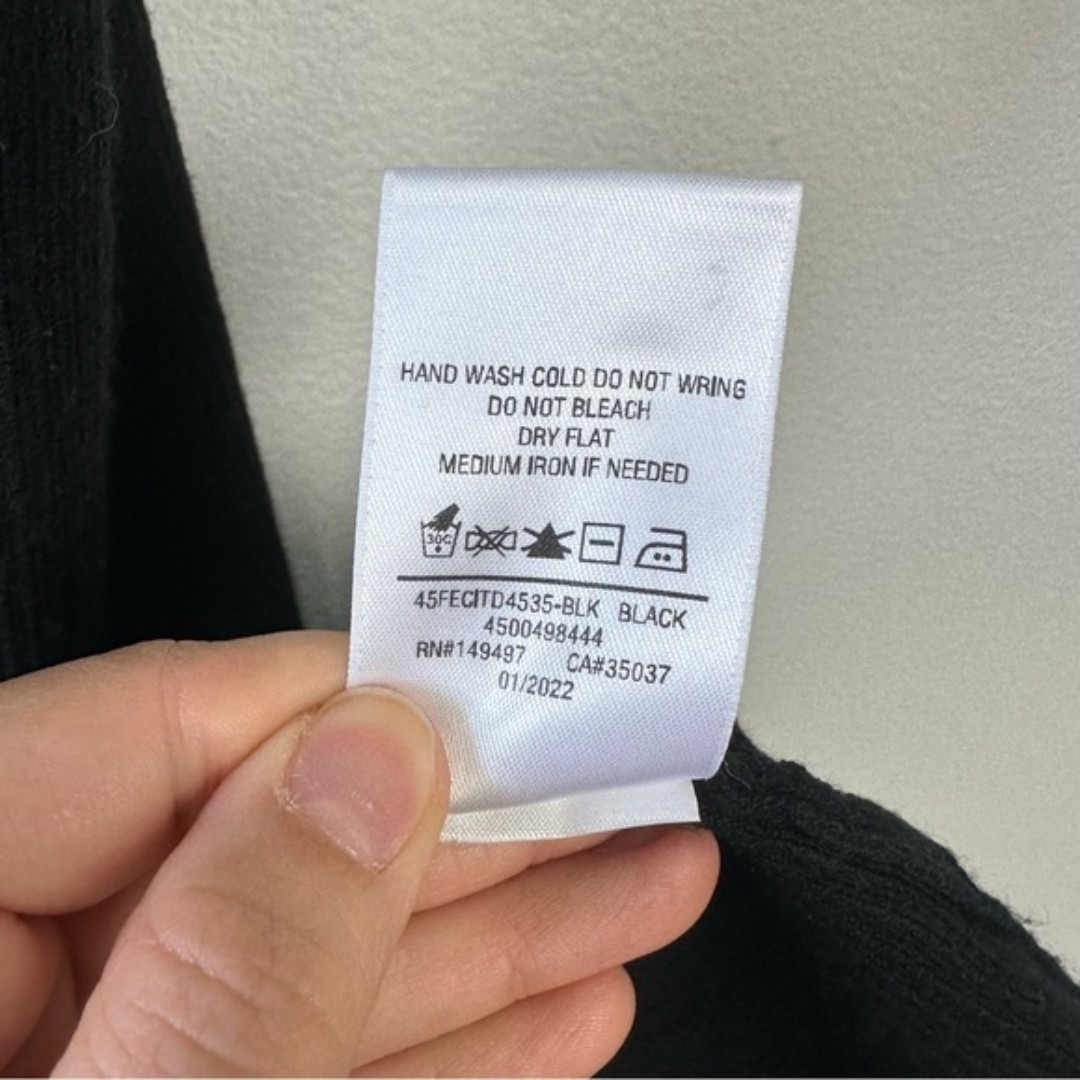 HAND WASH COLD DO NOT WRING
DO NOT BLEACH
DRY FLAT
MEDIUM IRON IF NEEDED
30C
45FECITD4535-BLK BLACK
4500498444
RN#149497 CA#35037
01/2022